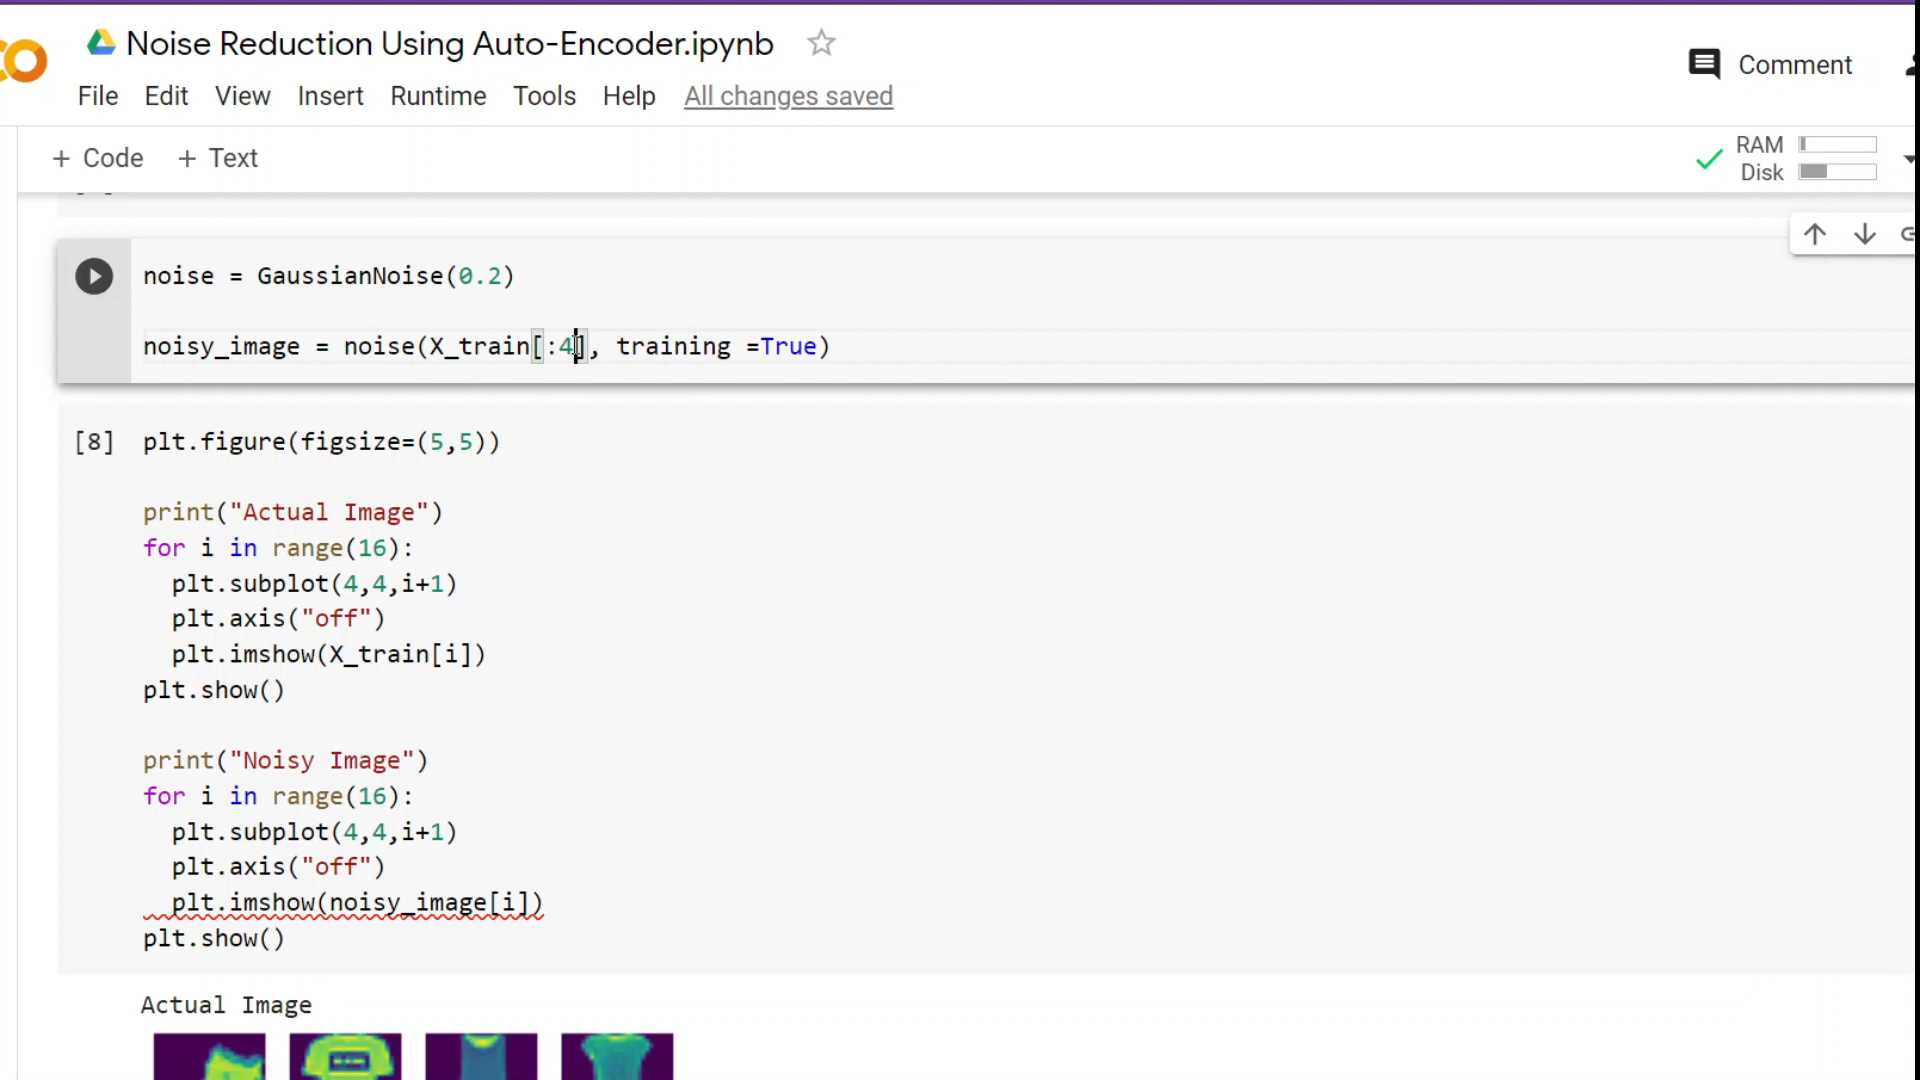 Noise Reduction Using Auto-Encoder.ipynb
File Edit View Insert Runtime Tools Help All changes saved
Comment
+ Code + Text
RAM
Disk
noise = GaussianNoise(0.2)
noisy_image = noise(X_train[:4], training =True)
[8] plt.figure(figsize=(5,5))
print("Actual Image")
for i in range(16):
plt.subplot(4,4,i+1)
plt.axis("off")
plt.imshow(X_train[i])
plt.show()
print("Noisy Image")
for i in range(16):
plt.subplot(4,4,i+1)
plt.axis("off")
plt.imshow(noisy_image[i])
plt.show()
Actual Image